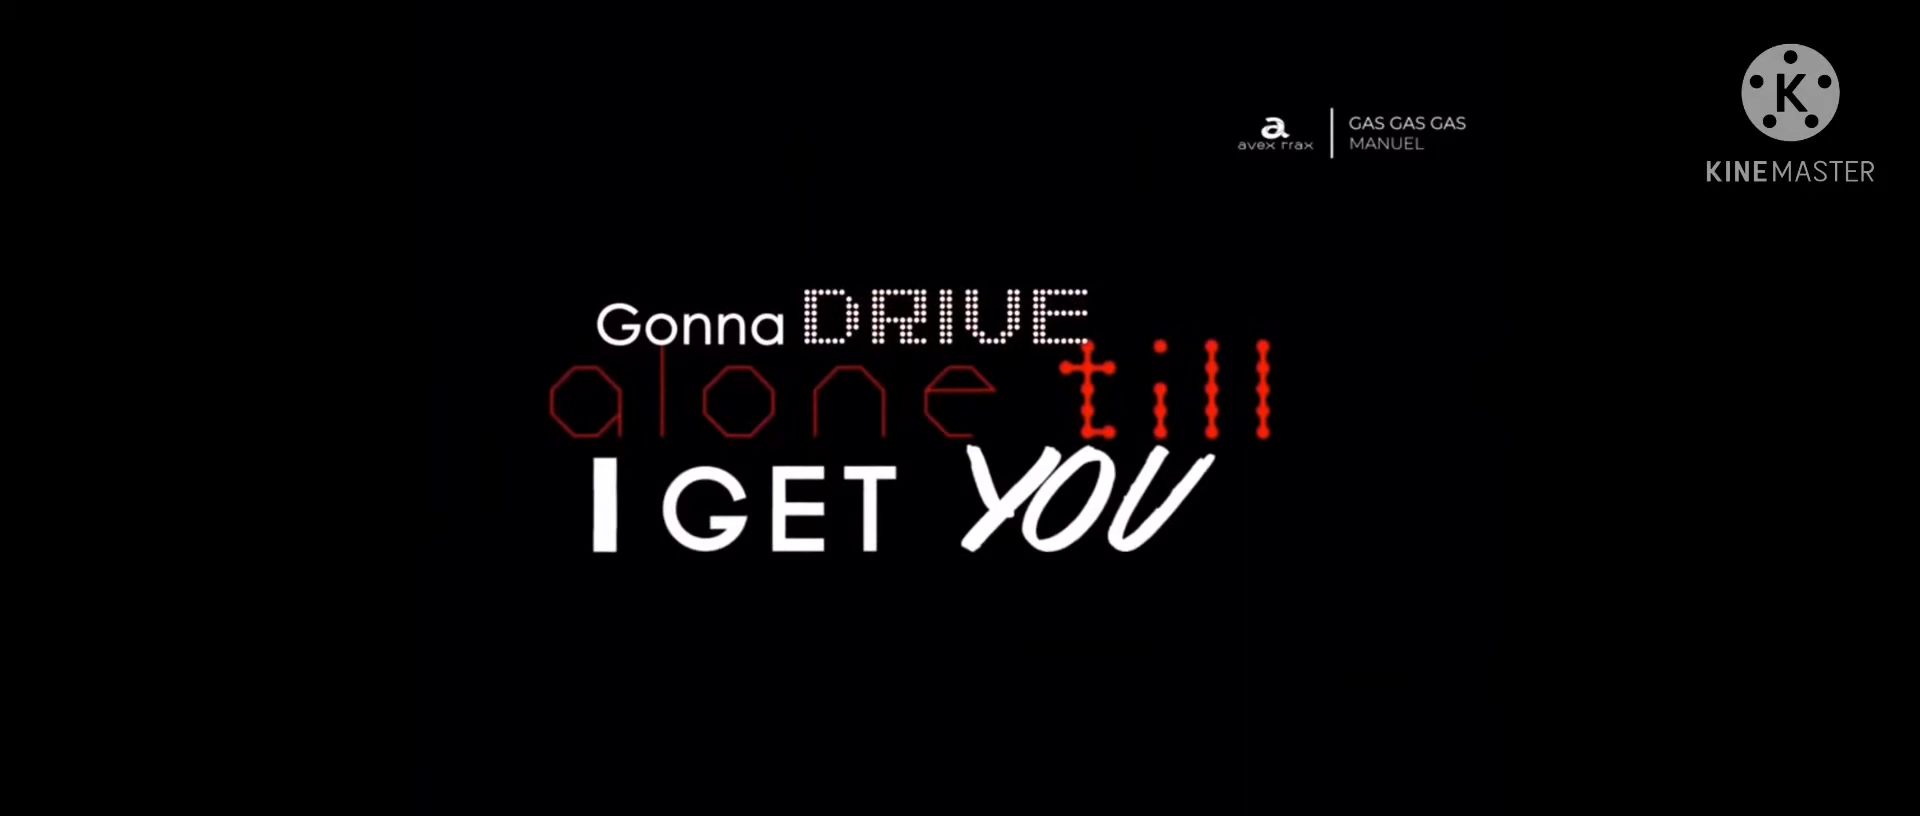 a
avex trax
GAS GAS GAS
MANUEL
K
KINEMASTER
Gonna DRIVE
alone till
I GET YOU